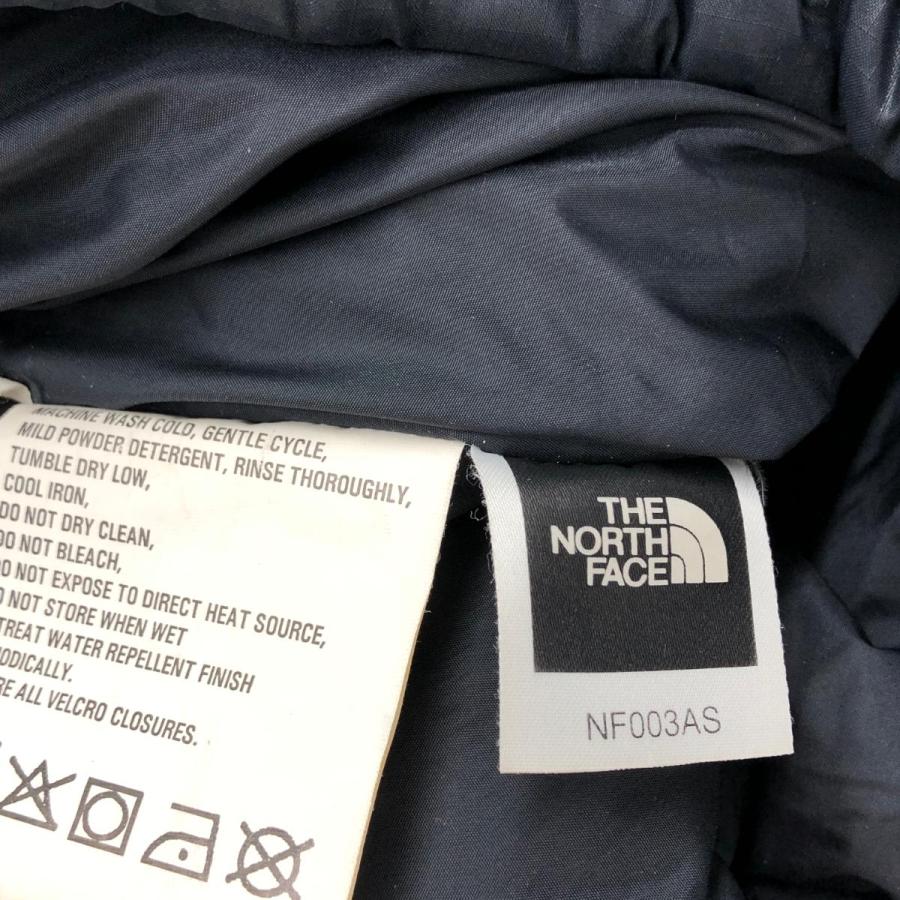 MACHINE WASH COLD, GENTLE CYCLE,
MILD POWDER DETERGENT, RINSE THOROUGHLY,
TUMBLE DRY LOW,
COOL IRON,
DO NOT DRY CLEAN,
DO NOT BLEACH,
DO NOT EXPOSE TO DIRECT HEAT SOURCE,
NOT STORE WHEN WET
TREAT WATER REPELLENT FINISH
ALL VELCRO CLOSURES.
THE
NORTH
FACE
NF003AS